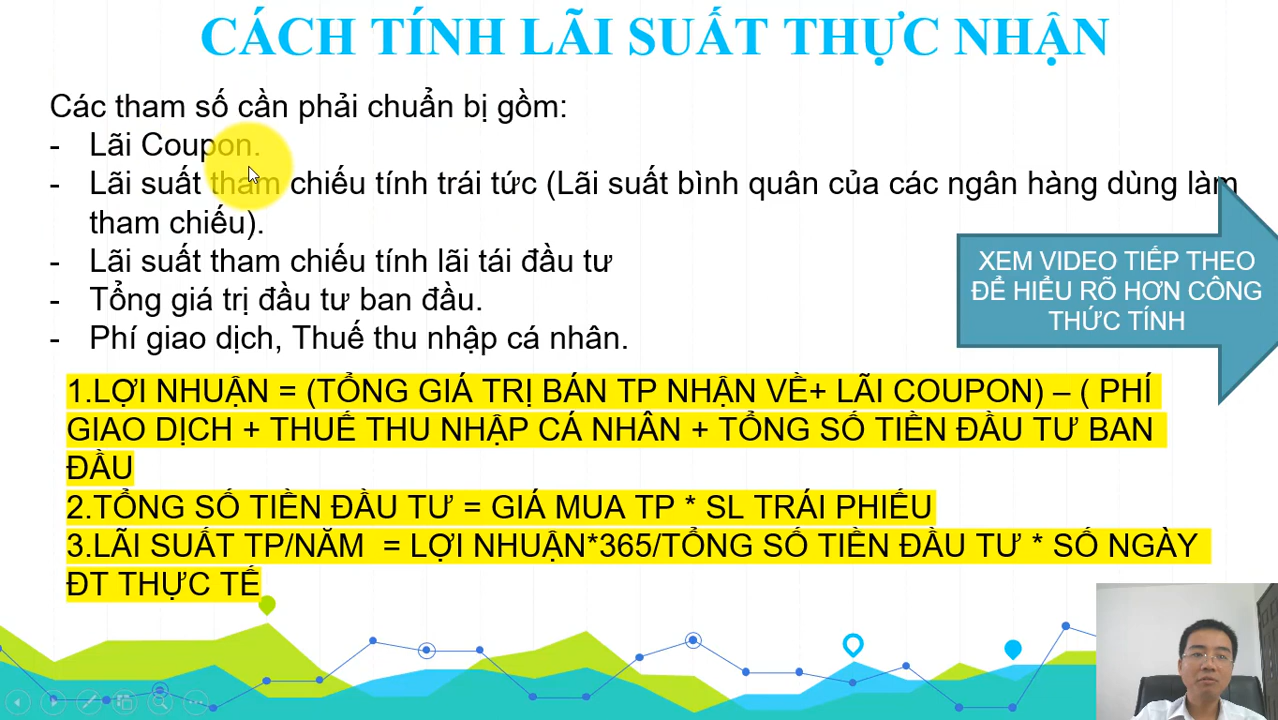 CÁCH TÍNH LÃI SUẤT THỰC NHẬN
Các tham số cần phải chuẩn bị gồm:
- Lãi Coupon.
- Lãi suất tham chiếu tính trái tức (Lãi suất bình quân của các ngân hàng dùng làm
tham chiếu).
- Lãi suất tham chiếu tính lãi tái đầu tư
- Tổng giá trị đầu tư ban đầu.
- Phí giao dịch, Thuế thu nhập cá nhân.
XEM VIDEO TIẾP THEO
ĐỂ HIỂU RÕ HƠN CÔNG
THỨC TÍNH
1.LỢI NHUẬN = (TỔNG GIÁ TRỊ BÁN TP NHẬN VỀ+ LÃI COUPON) – ( PHÍ
GIAO DỊCH + THUẾ THU NHẬP CÁ NHÂN + TỔNG SỐ TIỀN ĐẦU TƯ BAN
ĐẦU
2.TỔNG SỐ TIỀN ĐẦU TƯ = GIÁ MUA TP * SL TRÁI PHIẾU
3.LÃI SUẤT TP/NĂM = LỢI NHUẬN*365/TỔNG SỐ TIỀN ĐẦU TƯ * SỐ NGÀY
ĐT THỰC TẾ